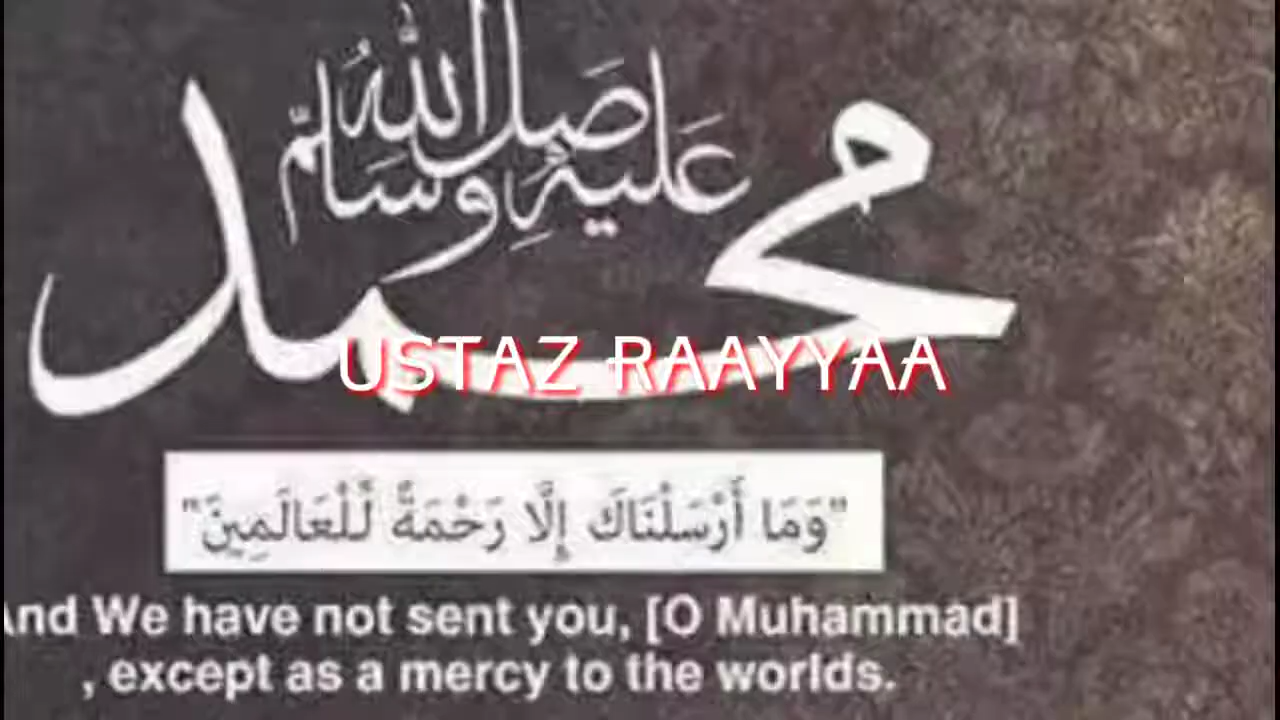 محمد
صلى الله
عليه وسلم
USTAZ RAAYYAA
"وَمَا أَرْسَلْنَاكَ إِلَّا رَحْمَةً لِّلْعَالَمِينَ"
And We have not sent you, [O Muhammad]
, except as a mercy to the worlds.